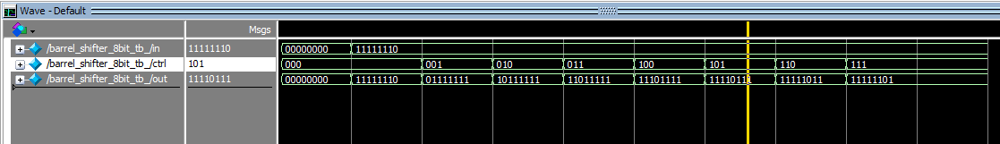 Wave - Default
Msgs
/barrel_shifter_8bit_tb_/in 11111110 00000000 11111110
/barrel_shifter_8bit_tb_/ctrl 101 000 001 010 011 100 101 110 111
/barrel_shifter_8bit_tb_/out 11110111 00000000 11111110 01111111 10111111 11011111 11101111 11110111 11111011 11111101